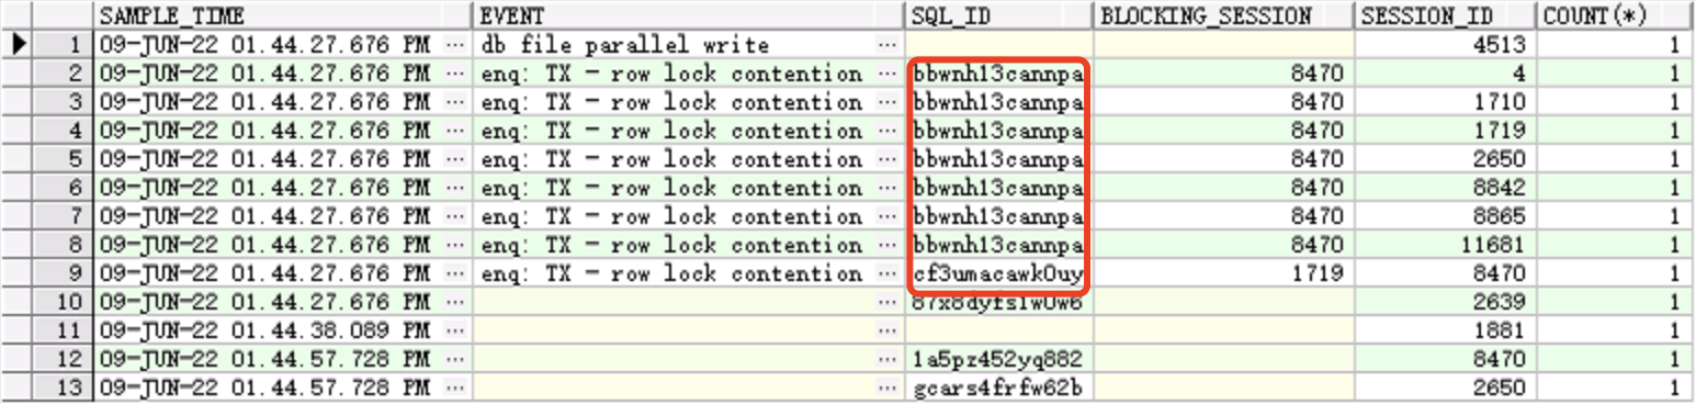 SAMPLE_TIME EVENT SQL_ID BLOCKING_SESSION SESSION_ID COUNT(*)
1 09-JUN-22 01.44.27.676 PM ... db file parallel write ... 4513 1
2 09-JUN-22 01.44.27.676 PM ... enq: TX - row lock contention ... bbwnh13cannpa 8470 4 1
3 09-JUN-22 01.44.27.676 PM ... enq: TX - row lock contention ... bbwnh13cannpa 8470 1710 1
4 09-JUN-22 01.44.27.676 PM ... enq: TX - row lock contention ... bbwnh13cannpa 8470 1719 1
5 09-JUN-22 01.44.27.676 PM ... enq: TX - row lock contention ... bbwnh13cannpa 8470 2650 1
6 09-JUN-22 01.44.27.676 PM ... enq: TX - row lock contention ... bbwnh13cannpa 8470 8842 1
7 09-JUN-22 01.44.27.676 PM ... enq: TX - row lock contention ... bbwnh13cannpa 8470 8865 1
8 09-JUN-22 01.44.27.676 PM ... enq: TX - row lock contention ... bbwnh13cannpa 8470 11681 1
9 09-JUN-22 01.44.27.676 PM ... enq: TX - row lock contention ... cf3umacawk0uy 1719 8470 1
10 09-JUN-22 01.44.27.676 PM ... ... 2639 1
11 09-JUN-22 01.44.38.089 PM ... ... 1881 1
12 09-JUN-22 01.44.57.728 PM ... ... 1a5pz452yq882 8470 1
13 09-JUN-22 01.44.57.728 PM ... ... gcars4frfw62b 2650 1